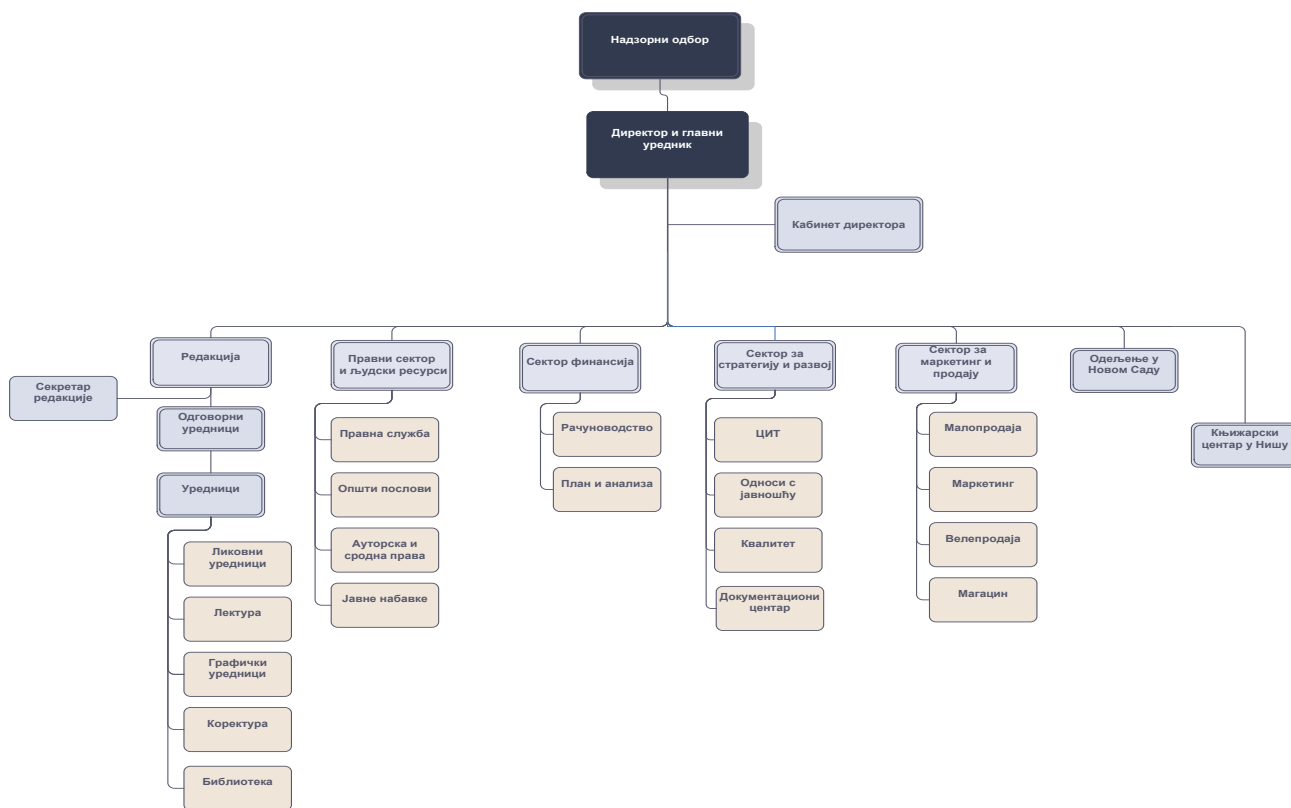 Надзорни одбор
Директор и главни
уредник
Кабинет директора
Редакција
Секретар
редакције
Одговорни
уредници
Уредници
Ликовни
уредници
Лектура
Графички
уредници
Коректура
Библиотека
Правни сектор
и људски ресурси
Правна служба
Општи послови
Ауторска и
сродна права
Јавне набавке
Сектор финансија
Рачуноводство
План и анализа
Сектор за
стратегију и развој
ЦИТ
Односи с
јавношћу
Квалитет
Документациони
центар
Сектор за
маркетинг и
продају
Малопродаја
Маркетинг
Велепродаја
Магацин
Одељење у
Новом Саду
Књижарски
центар у Нишу